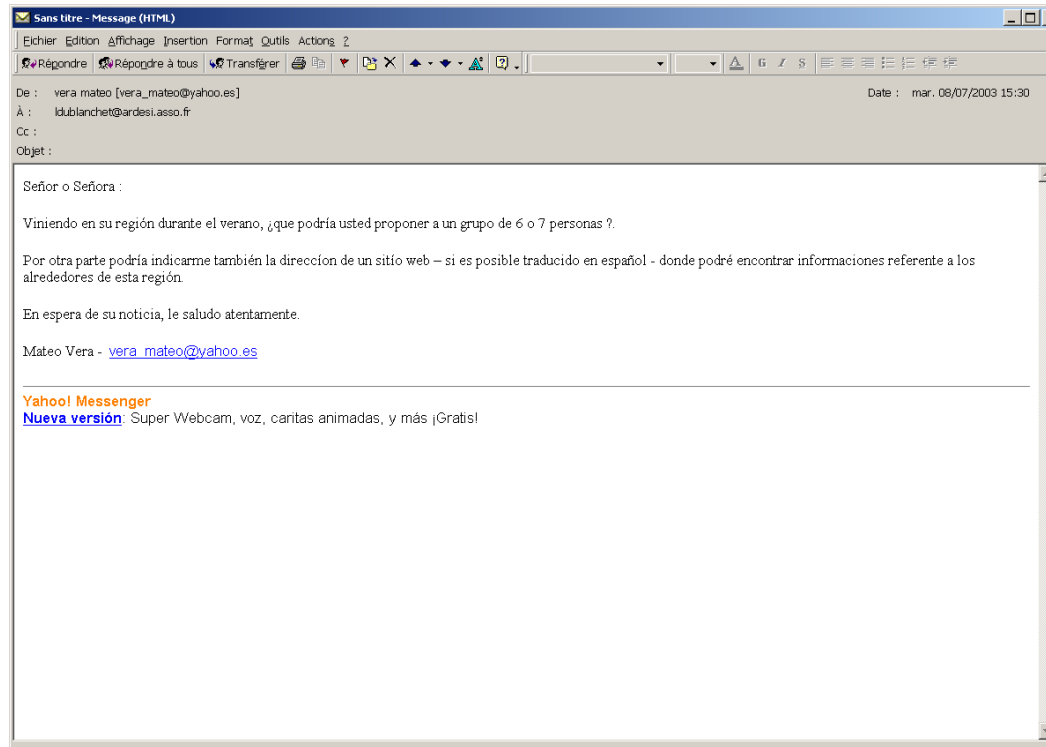 Sans titre - Message (HTML)
Fichier Edition Affichage Insertion Format Outils Actions ?
Répondre Répondre à tous Transférer
A G I S
De : vera mateo [vera_mateo@yahoo.es] Date : mar. 08/07/2003 15:30
À : ldublanchet@ardesi.asso.fr
Cc :
Objet :
Señor o Señora :
Viniendo en su región durante el verano, ¿que podría usted proponer a un grupo de 6 o 7 personas ?.
Por otra parte podría indicarme también la direccíon de un sitío web – si es posible traducido en español - donde podré encontrar informaciones referente a los
alrededores de esta región.
En espera de su noticia, le saludo atentamente.
Mateo Vera - vera_mateo@yahoo.es
Yahoo! Messenger
Nueva versión: Super Webcam, voz, caritas animadas, y más ¡Gratis!